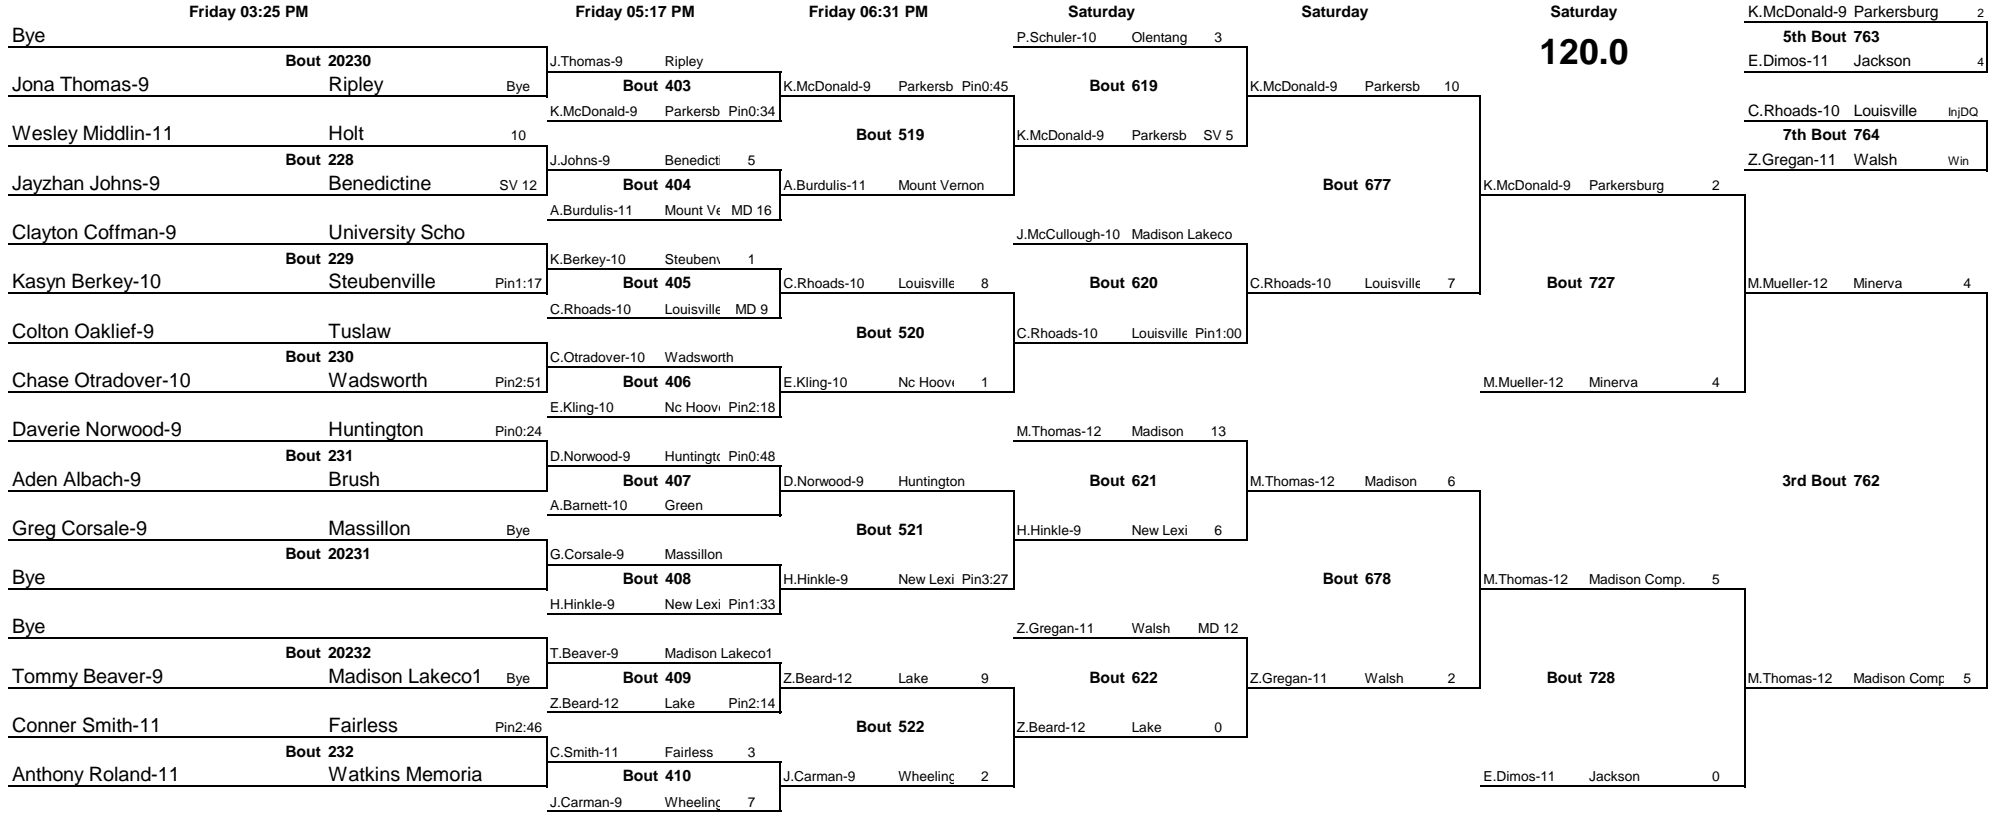 Friday 03:25 PM Friday 05:17 PM Friday 06:31 PM Saturday Saturday Saturday
120.0
Bye
Bout 20230
Jona Thomas-9 Ripley Bye
Wesley Middlin-11 Holt 10
Bout 228
Jayzhan Johns-9 Benedictine SV 12
Clayton Coffman-9 University Scho
Bout 229
Kasyn Berkey-10 Steubenville Pin1:17
Colton Oaklief-9 Tuslaw
Bout 230
Chase Otradover-10 Wadsworth Pin2:51
Daverie Norwood-9 Huntington Pin0:24
Bout 231
Aden Albach-9 Brush
Greg Corsale-9 Massillon Bye
Bout 20231
Bye
Bye
Bout 20232
Tommy Beaver-9 Madison Lakeco1 Bye
Conner Smith-11 Fairless Pin2:46
Bout 232
Anthony Roland-11 Watkins Memoria
J.Thomas-9 Ripley
Bout 403
K.McDonald-9 Parkersb Pin0:34
J.Johns-9 Benedicti 5
Bout 404
A.Burdulis-11 Mount Ve MD 16
K.Berkey-10 Steubenv 1
Bout 405
C.Rhoads-10 Louisville MD 9
C.Otradover-10 Wadsworth
Bout 406
E.Kling-10 Nc Hoov Pin2:18
D.Norwood-9 Huntingt Pin0:48
Bout 407
A.Barnett-10 Green
G.Corsale-9 Massillon
Bout 408
H.Hinkle-9 New Lexi Pin1:33
T.Beaver-9 Madison Lakeco1
Bout 409
Z.Beard-12 Lake Pin2:14
C.Smith-11 Fairless 3
Bout 410
J.Carman-9 Wheeling 7
K.McDonald-9 Parkersb Pin0:45
Bout 519
A.Burdulis-11 Mount Vernon
C.Rhoads-10 Louisville 8
Bout 520
E.Kling-10 Nc Hoove 1
D.Norwood-9 Huntington
Bout 521
H.Hinkle-9 New Lexi Pin3:27
Z.Beard-12 Lake 9
Bout 522
J.Carman-9 Wheeling 2
P.Schuler-10 Olentang 3
Bout 619
K.McDonald-9 Parkersb SV 5
J.McCullough-10 Madison Lakeco
Bout 620
C.Rhoads-10 Louisville Pin1:00
M.Thomas-12 Madison 13
Bout 621
H.Hinkle-9 New Lexi 6
Z.Gregan-11 Walsh MD 12
Bout 622
Z.Beard-12 Lake 0
K.McDonald-9 Parkersb 10
Bout 677
C.Rhoads-10 Louisville 7
M.Thomas-12 Madison 6
Bout 678
Z.Gregan-11 Walsh 2
K.McDonald-9 Parkersburg 2
Bout 727
M.Mueller-12 Minerva 4
M.Thomas-12 Madison Comp. 5
Bout 728
E.Dimos-11 Jackson 0
M.Mueller-12 Minerva 4
3rd Bout 762
M.Thomas-12 Madison Comp 5
K.McDonald-9 Parkersburg 2
5th Bout 763
E.Dimos-11 Jackson 4
C.Rhoads-10 Louisville InjDQ
7th Bout 764
Z.Gregan-11 Walsh Win